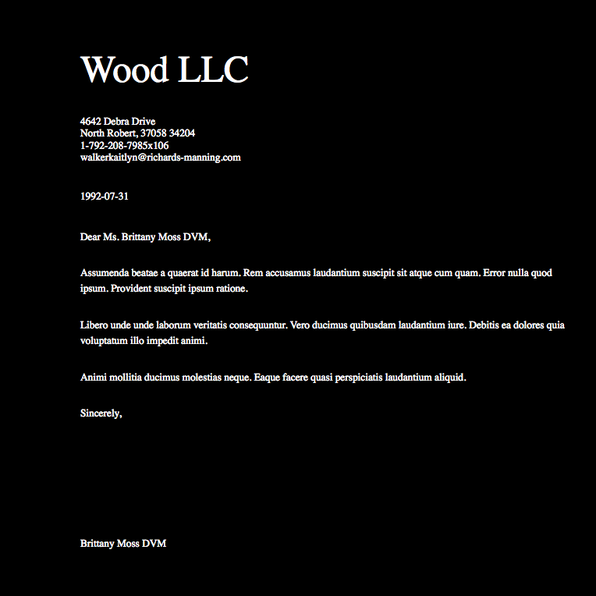 Wood LLC
4642 Debra Drive
North Robert, 37058 34204
1-792-208-7985x106
walkerkaitlyn@richards-manning.com
1992-07-31
Dear Ms. Brittany Moss DVM,
Assumenda beatae a quaerat id harum. Rem accusamus laudantium suscipit sit atque cum quam. Error nulla quod
ipsum. Provident suscipit ipsum ratione.
Libero unde unde laborum veritatis consequuntur. Vero ducimus quibusdam laudantium iure. Debitis ea dolores quia
voluptatum illo impedit animi.
Animi mollitia ducimus molestias neque. Eaque facere quasi perspiciatis laudantium aliquid.
Sincerely,
Brittany Moss DVM